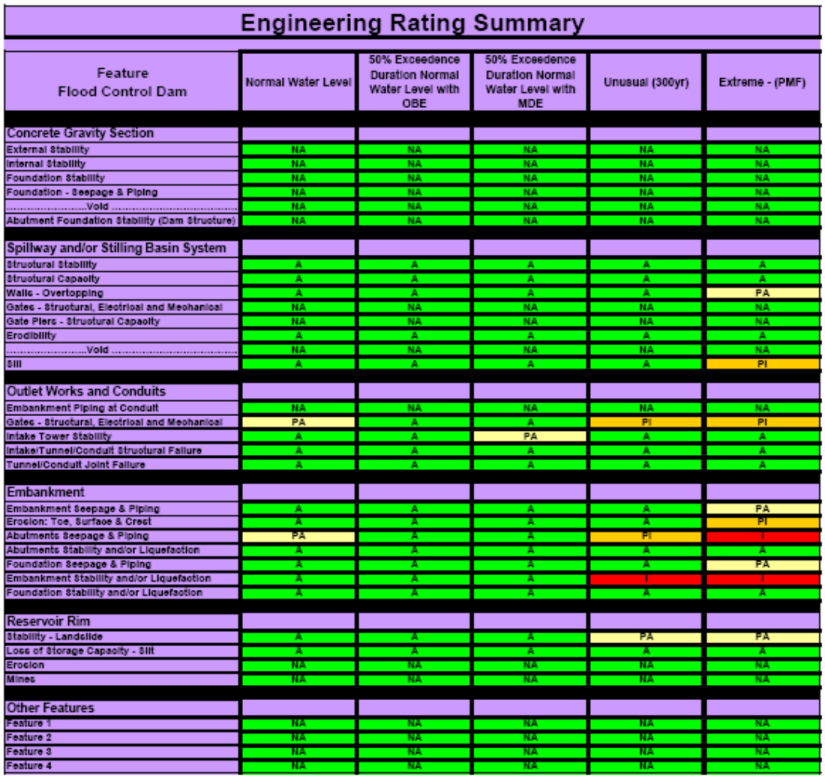 Engineering Rating Summary
Feature
Flood Control Dam
Normal Water Level
50% Exceedence
Duration Normal
Water Level with
OBE
50% Exceedence
Duration Normal
Water Level with
MDE
Unusual (300yr)
Extreme - (PMF)
Concrete Gravity Section
External Stability NA NA NA NA NA
Internal Stability NA NA NA NA NA
Foundation Stability NA NA NA NA NA
Foundation - Seepage & Piping NA NA NA NA NA
........................Void ...................................... NA NA NA NA NA
Abutment Foundation Stability (Dam Structure) NA NA NA NA NA
Spillway and/or Stilling Basin System
Structural Stability A A A A A
Structural Capacity A A A A A
Walls - Overtopping A A A A PA
Gates - Structural, Electrical and Mechanical NA NA NA NA NA
Gate Piers - Structural Capacity NA NA NA NA NA
Erodibility A A A A A
........................Void ...................................... NA NA NA NA NA
Sill A A A A PI
Outlet Works and Conduits
Embankment Piping at Conduit NA NA NA NA NA
Gates - Structural, Electrical and Mechanical PA A A PI PI
Intake Tower Stability A A PA A A
Intake/Tunnel/Conduit Structural Failure A A A A A
Tunnel/Conduit Joint Failure A A A A A
Embankment
Embankment Seepage & Piping A A A A PA
Erosion: Toe, Surface & Crest A A A A PI
Abutments Seepage & Piping PA A A PI I
Abutments Stability and/or Liquefaction A A A A A
Foundation Seepage & Piping A A A A PA
Embankment Stability and/or Liquefaction A A A I I
Foundation Stability and/or Liquefaction A A A A A
Reservoir Rim
Stability - Landslide A A A PA PA
Loss of Storage Capacity - Silt A A A A A
Erosion NA NA NA NA NA
Mines NA NA NA NA NA
Other Features
Feature 1 NA NA NA NA NA
Feature 2 NA NA NA NA NA
Feature 3 NA NA NA NA NA
Feature 4 NA NA NA NA NA